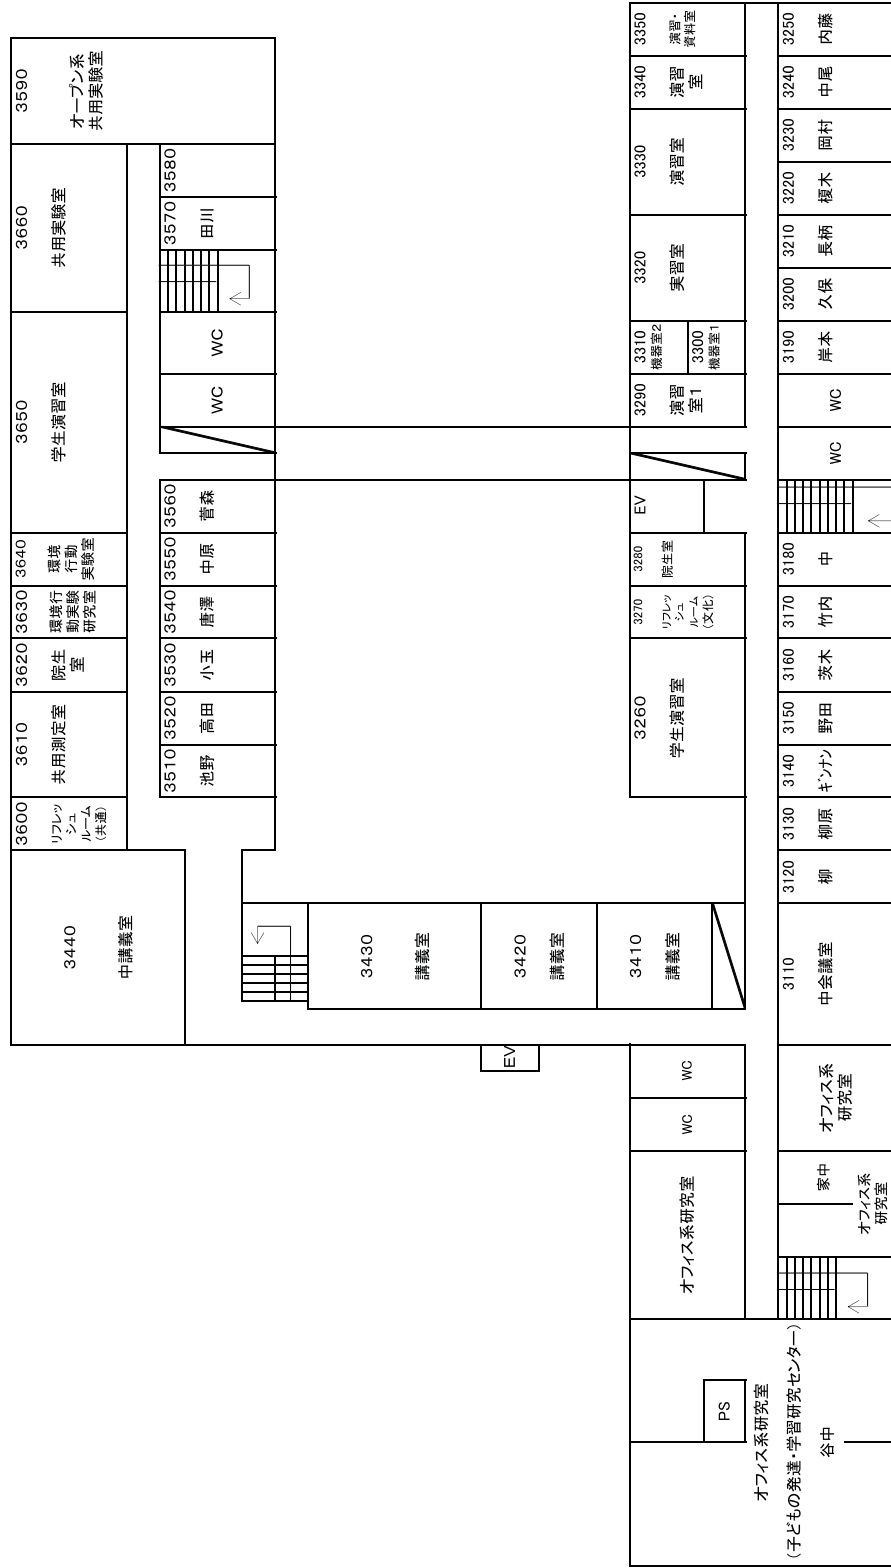 3590
オープン系
共用実験室
3660
共用実験室
3650
学生演習室
3640
環境
行動
実験室
3630
環境行
動実験
研究室
3620
院生
室
3610
共用測定室
3600
リフレッ
シュ
ルーム
(共通)
3440
中講義室
3580
3570
田川
WC
WC
3560
菅森
3550
中原
3540
唐澤
3530
小玉
3520
高田
3510
池野
3430
講義室
3420
講義室
3410
講義室
EV
3350
演習・
資料室
3340
演習
室
3330
演習室
3320
実習室
3310
機器室2
3300
機器室1
3290
演習
室1
EV
3280
院生室
3270
リフレッ
シュ
ルーム
(文化)
3260
学生演習室
WC
WC
オフィス系研究室
PS
オフィス系研究室
(子どもの発達・学習研究センター)
谷中
3250
内藤
3240
中尾
3230
岡村
3220
榎木
3210
長柄
3200
久保
3190
岸本
WC
WC
3180
中
3170
竹内
3160
茨木
3150
野田
3140
ギンナン
3130
柳原
3120
柳
3110
中会議室
オフィス系
研究室
家中
オフィス系
研究室